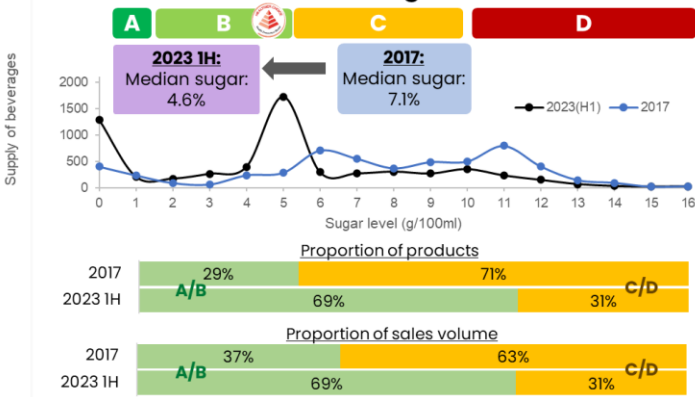 A B C D
2023 1H:
Median sugar:
4.6%
2017:
Median sugar:
7.1%
Supply of beverages
2000
1500
1000
500
0
2023(H1) 2017
0 1 2 3 4 5 6 7 8 9 10 11 12 13 14 15 16
Sugar level (g/100ml)
Proportion of products
2017 29% 71%
A/B C/D
2023 1H 69% 31%
Proportion of sales volume
2017 37% 63%
A/B C/D
2023 1H 69% 31%